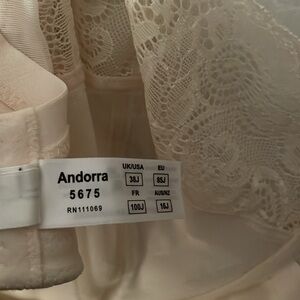 Andorra
5675
RN111069
UK/USA EU
38J 85J
FR AUS/NZ
100J 16J